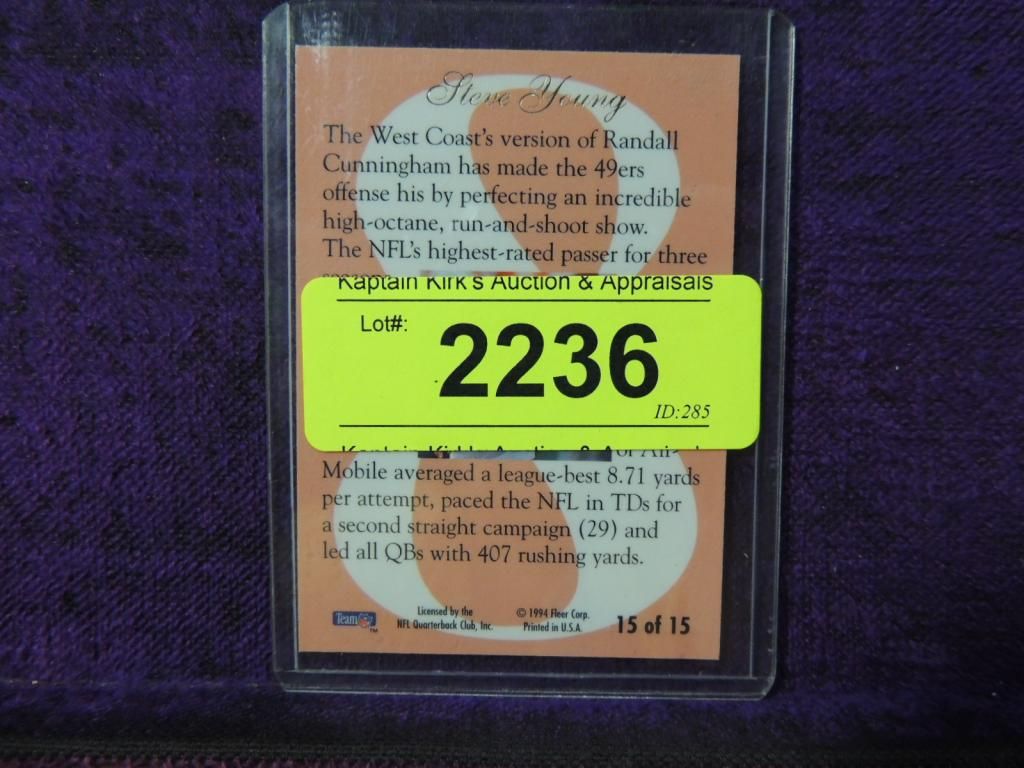 Steve Young
The West Coast's version of Randall
Cunningham has made the 49ers
offense his by perfecting an incredible
high-octane, run-and-shoot show.
The NFL's highest-rated passer for three
Kaptain Kirk's Auction & Appraisals
Lot#:
2236
ID:285
Mobile averaged a league-best 8.71 yards
per attempt, paced the NFL in TDs for
a second straight campaign (29) and
led all QBs with 407 rushing yards.
Team NFL TM
Licensed by the
NFL Quarterback Club, Inc.
© 1994 Fleer Corp.
Printed in U.S.A.
15 of 15